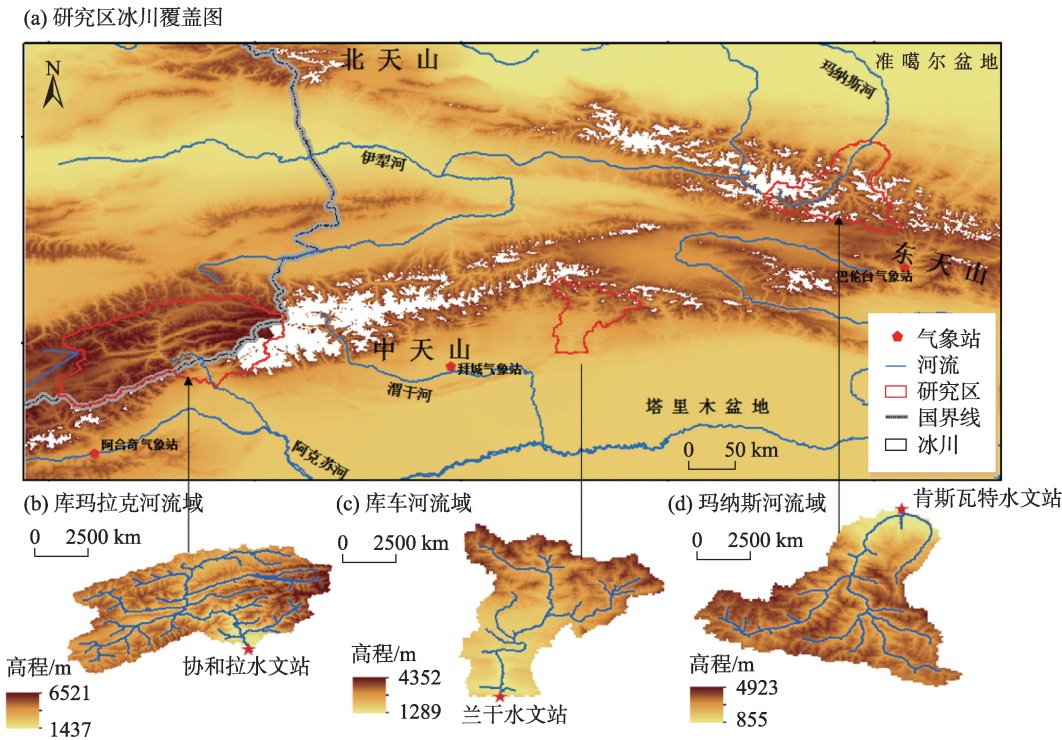 (a) 研究区冰川覆盖图
N
北天山
准噶尔盆地
玛纳斯河
伊犁河
东天山
巴伦台气象站
中天山
拜城气象站
渭干河
塔里木盆地
阿合奇气象站
阿克苏河
0 50 km
气象站
河流
研究区
国界线
冰川
(b) 库玛拉克河流域
0 2500 km
协和拉水文站
高程/m
6521
1437
(c) 库车河流域
0 2500 km
高程/m
4352
1289
兰干水文站
(d) 玛纳斯河流域
肯斯瓦特水文站
0 2500 km
高程/m
4923
855